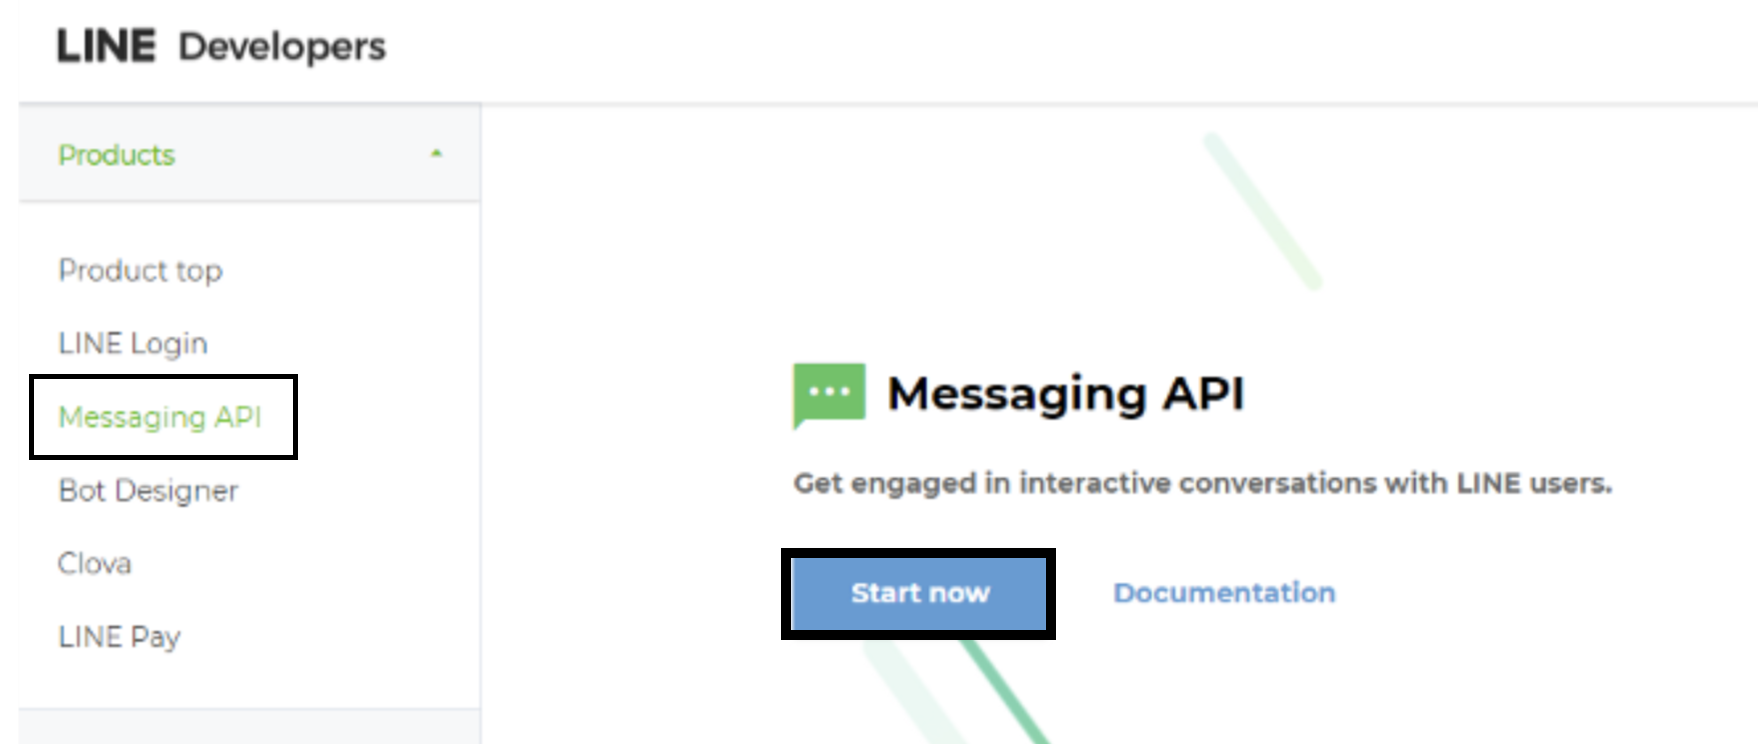 LINE Developers
Products
Product top
LINE Login
Messaging API
Bot Designer
Clova
LINE Pay
Messaging API
Get engaged in interactive conversations with LINE users.
Start now
Documentation